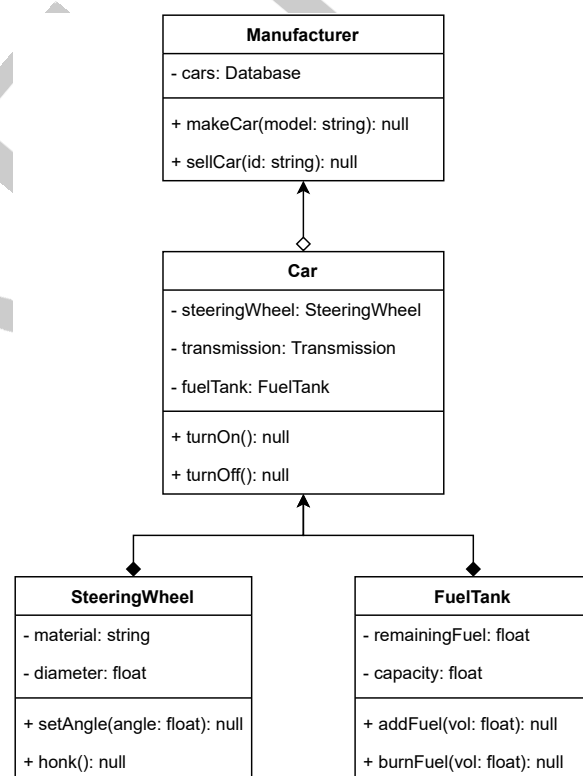 Manufacturer
- cars: Database
+ makeCar(model: string): null
+ sellCar(id: string): null
Car
- steeringWheel: SteeringWheel
- transmission: Transmission
- fuelTank: FuelTank
+ turnOn(): null
+ turnOff(): null
SteeringWheel
- material: string
- diameter: float
+ setAngle(angle: float): null
+ honk(): null
FuelTank
- remainingFuel: float
- capacity: float
+ addFuel(vol: float): null
+ burnFuel(vol: float): null